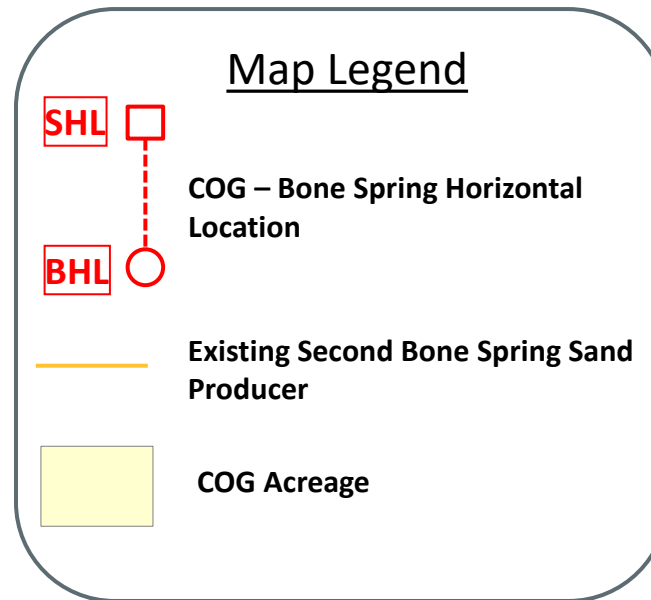 Map Legend
SHL
COG – Bone Spring Horizontal
Location
BHL
Existing Second Bone Spring Sand
Producer
COG Acreage